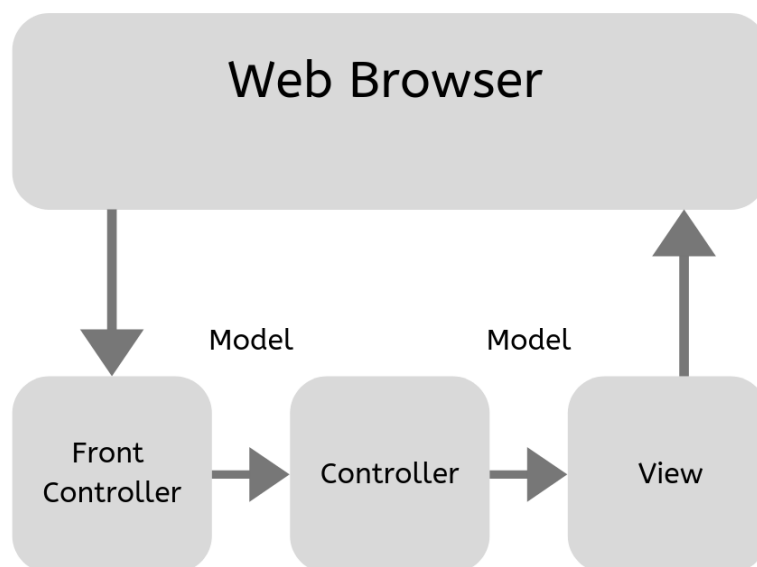 Web Browser
Model
Model
Front
Controller
Controller
View